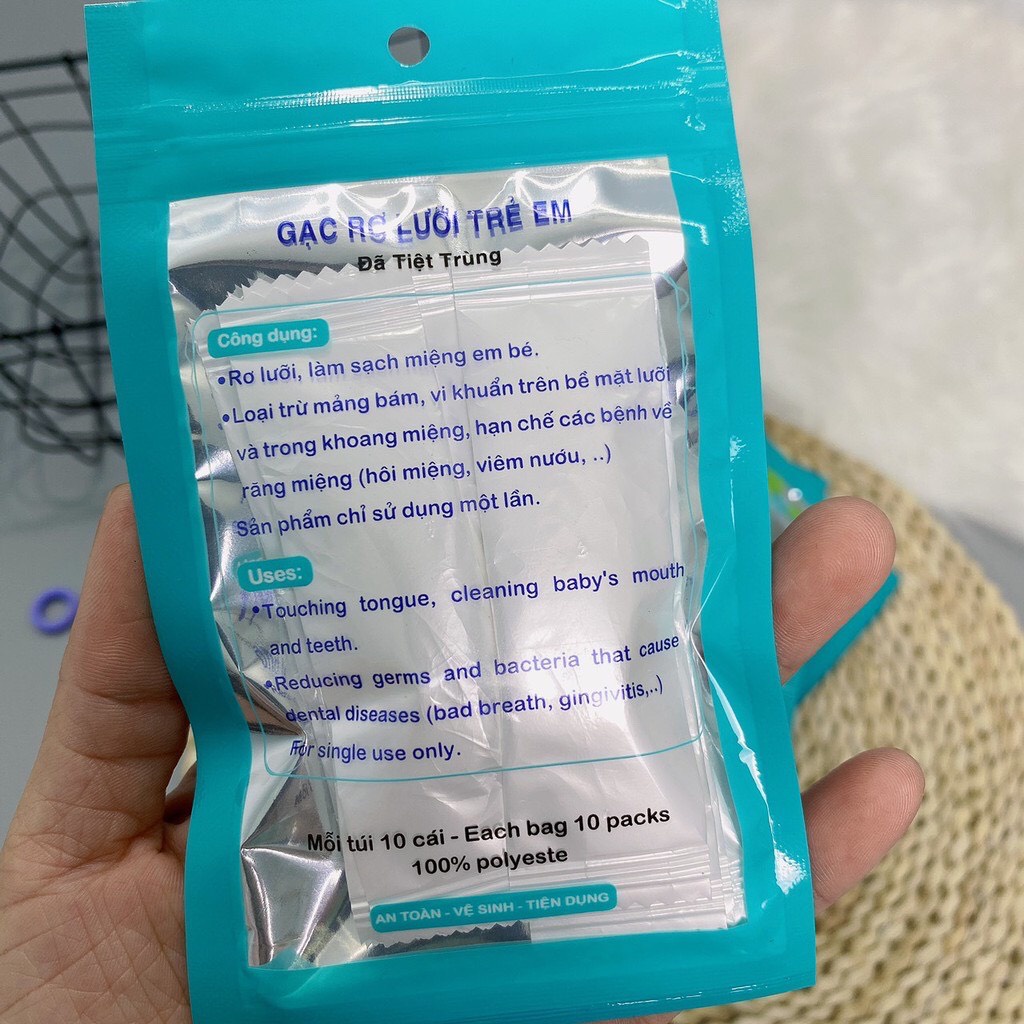 GẠC RƠ LƯỠI TRẺ EM
Đã Tiệt Trùng
Công dụng:
•Rơ lưỡi, làm sạch miệng em bé.
•Loại trừ mảng bám, vi khuẩn trên bề mặt lưỡi
và trong khoang miệng, hạn chế các bệnh về
răng miệng (hôi miệng, viêm nướu, ..)
Sản phẩm chỉ sử dụng một lần.
Uses:
•Touching tongue, cleaning baby's mouth
and teeth.
•Reducing germs and bacteria that cause
dental diseases (bad breath, gingivitis,..)
For single use only.
Mỗi túi 10 cái - Each bag 10 packs
100% polyeste
AN TOÀN - VỆ SINH - TIỆN DỤNG